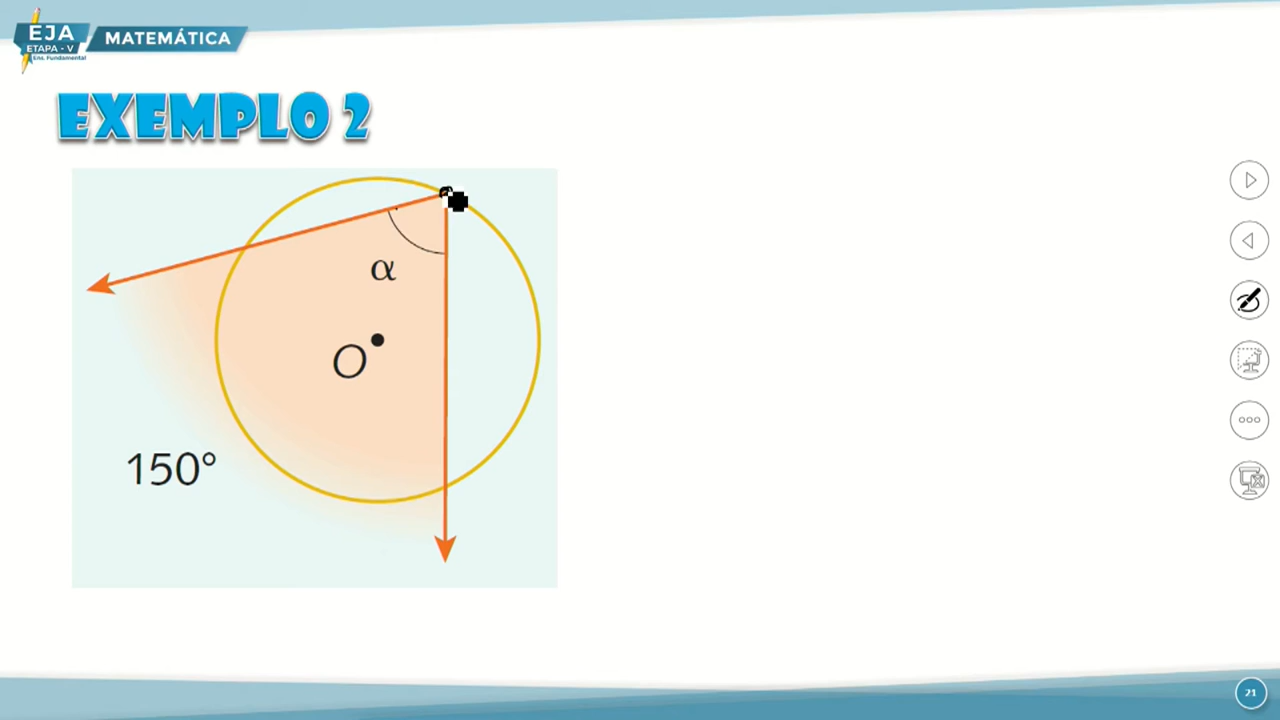 EJA
ETAPA - V
Ens. Fundamental
MATEMÁTICA
EXEMPLO 2
α
O
150°
21